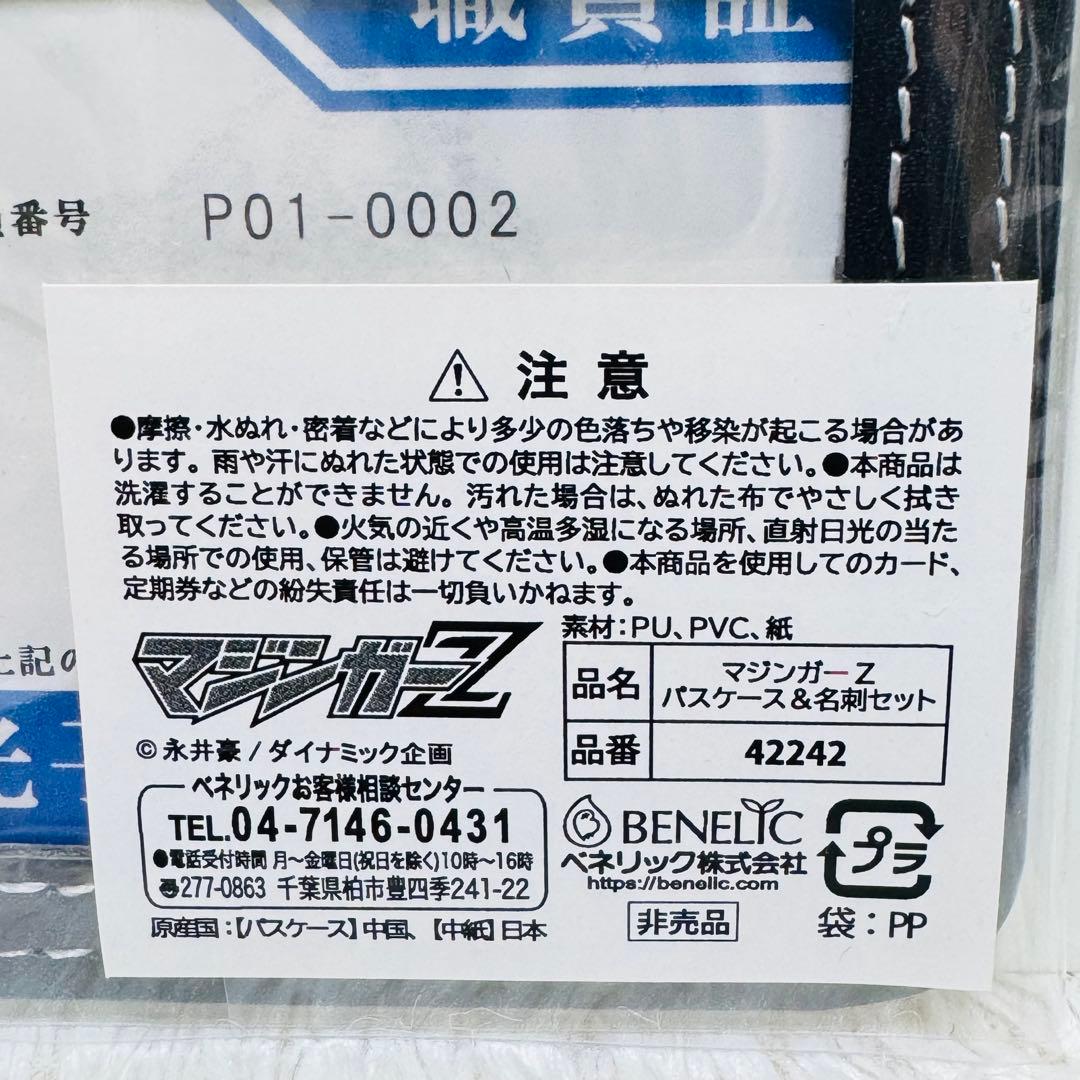 職員証
番号 P01-0002
注意
●摩擦・水ぬれ・密着などにより多少の色落ちや移染が起こる場合があ
ります。雨や汗にぬれた状態での使用は注意してください。●本商品は
洗濯することができません。汚れた場合は、ぬれた布でやさしく拭き
取ってください。●火気の近くや高温多湿になる場所、直射日光の当た
る場所での使用、保管は避けてください。●本商品を使用してのカード、
定期券などの紛失責任は一切負いかねます。
上記の
光
マジンガーZ
©永井豪/ダイナミック企画
素材:PU、PVC、紙
品名 マジンガーZ
パスケース&名刺セット
品番 42242
ベネリックお客様相談センター
TEL.04-7146-0431
●電話受付時間 月~金曜日(祝日を除く)10時~16時
〠277-0863 千葉県柏市豊四季241-22
原産国:【パスケース】中国、【中紙】日本
BENELIC
ベネリック株式会社
https://benelic.com
非売品
プラ
袋:PP